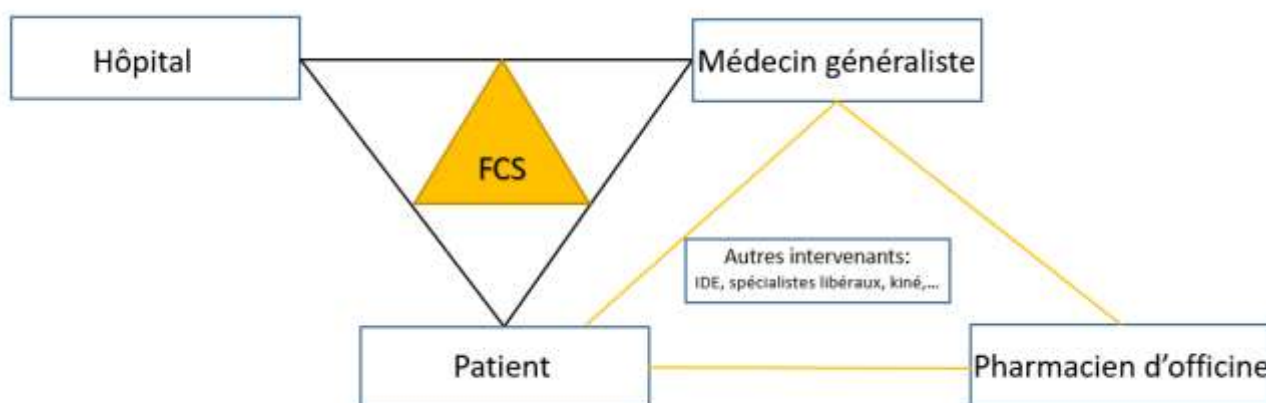 Hôpital
Médecin généraliste
FCS
Autres intervenants:
IDE, spécialistes libéraux, kiné,...
Patient
Pharmacien d'officine